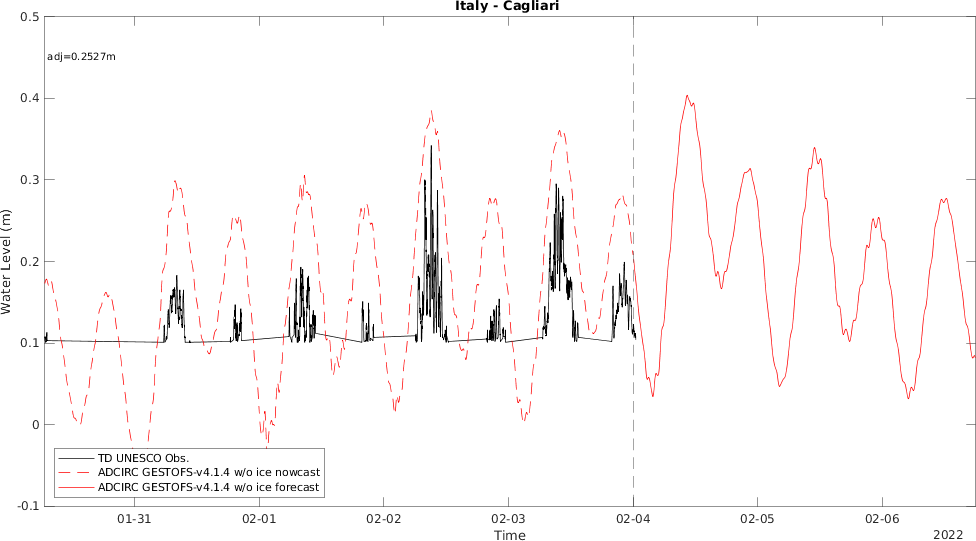 Italy - Cagliari
0.5
adj=0.2527m
0.4
0.3
0.2
0.1
0
-0.1
Water Level (m)
TD UNESCO Obs.
ADCIRC GESTOFS-v4.1.4 w/o ice nowcast
ADCIRC GESTOFS-v4.1.4 w/o ice forecast
01-31 02-01 02-02 02-03 02-04 02-05 02-06
Time
2022